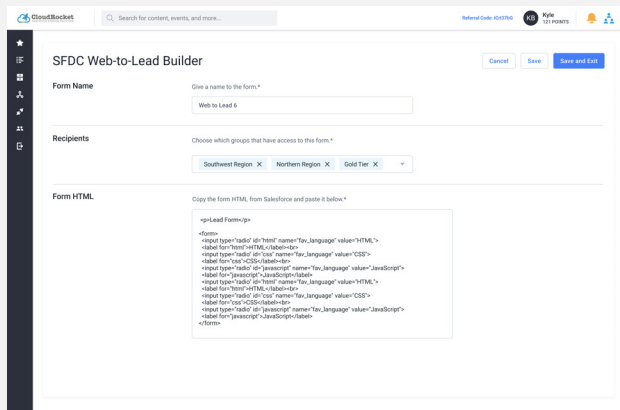 CloudRocket
Search for content, events, and more...
KB
Kyle
121 POINTS
SFDC Web-to-Lead Builder
Cancel
Save
Save and Exit
Form Name
Give a name to the form.*
Web to Lead 6
Recipients
Choose which groups that have access to this form.*
Southwest Region X
Northern Region X
Gold Tier X
Form HTML
Copy the form HTML from Salesforce and paste it below.*
<p>Lead Form</p>
<form>
<input type="radio" id="html" name="fav_language" value="HTML">
<label for="html">HTML</label><br>
<input type="radio" id="css" name="fav_language" value="CSS">
<label for="css">CSS</label><br>
<input type="radio" id="javascript" name="fav_language" value="JavaScript">
<label for="javascript">JavaScript</label>
<input type="radio" id="html" name="fav_language" value="HTML">
<label for="html">HTML</label><br>
<input type="radio" id="css" name="fav_language" value="CSS">
<label for="css">CSS</label><br>
<input type="radio" id="javascript" name="fav_language" value="JavaScript">
<label for="javascript">JavaScript</label>
</form>